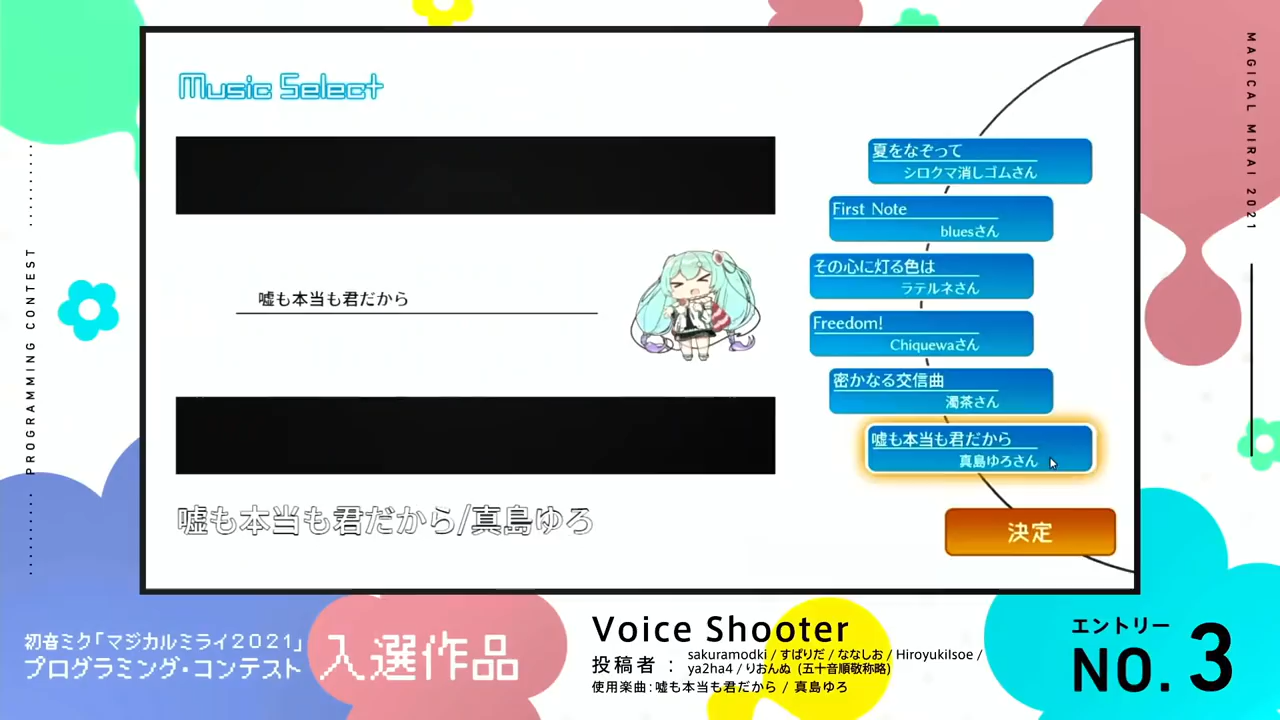 Music Select
嘘も本当も君だから
嘘も本当も君だから/真島ゆろ
夏をなぞって
シロクマ消しゴムさん
First Note
bluesさん
その心に灯る色は
ラテルネさん
Freedom!
Chiquewaさん
密かなる交信曲
濁茶さん
嘘も本当も君だから
真島ゆろさん
決定
PROGRAMMING CONTEST
MAGICAL MIRAI 2021
初音ミク「マジカルミライ2021」
プログラミング・コンテスト
入選作品
Voice Shooter
投稿者 : sakuramodki / すぱりだ / ななしお / HiroyukiIsoe /
ya2ha4 / りおんぬ (五十音順敬称略)
使用楽曲:嘘も本当も君だから / 真島ゆろ
エントリー
NO. 3